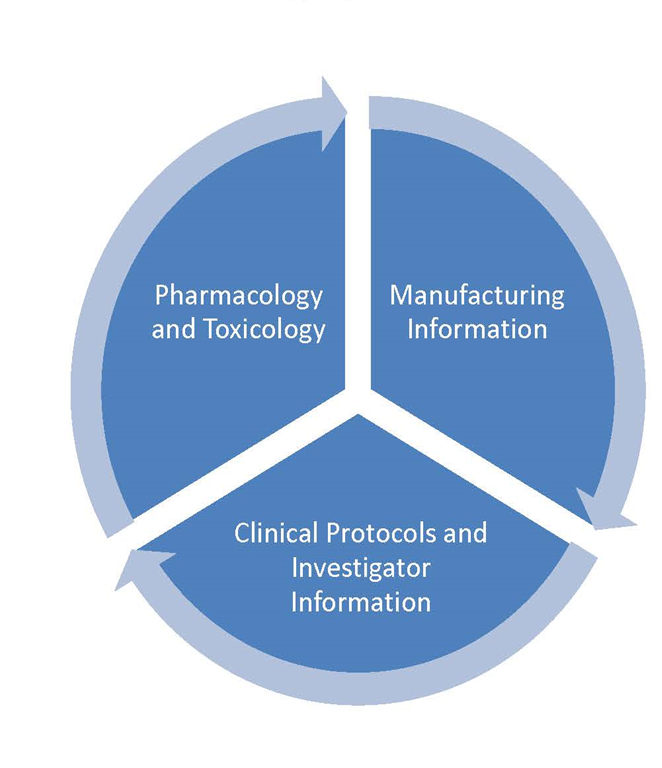 Pharmacology
and Toxicology
Manufacturing
Information
Clinical Protocols and
Investigator
Information